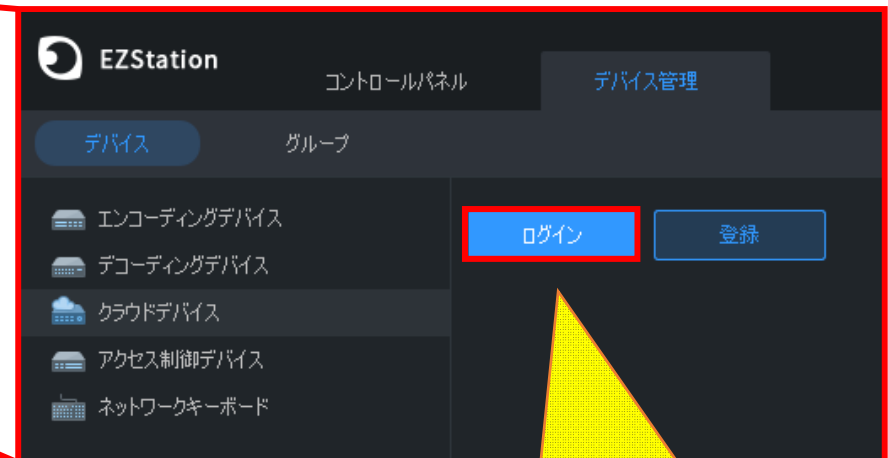 EZStation
コントロールパネル
デバイス管理
デバイス
グループ
エンコーディングデバイス
デコーディングデバイス
クラウドデバイス
アクセス制御デバイス
ネットワークキーボード
ログイン
登録